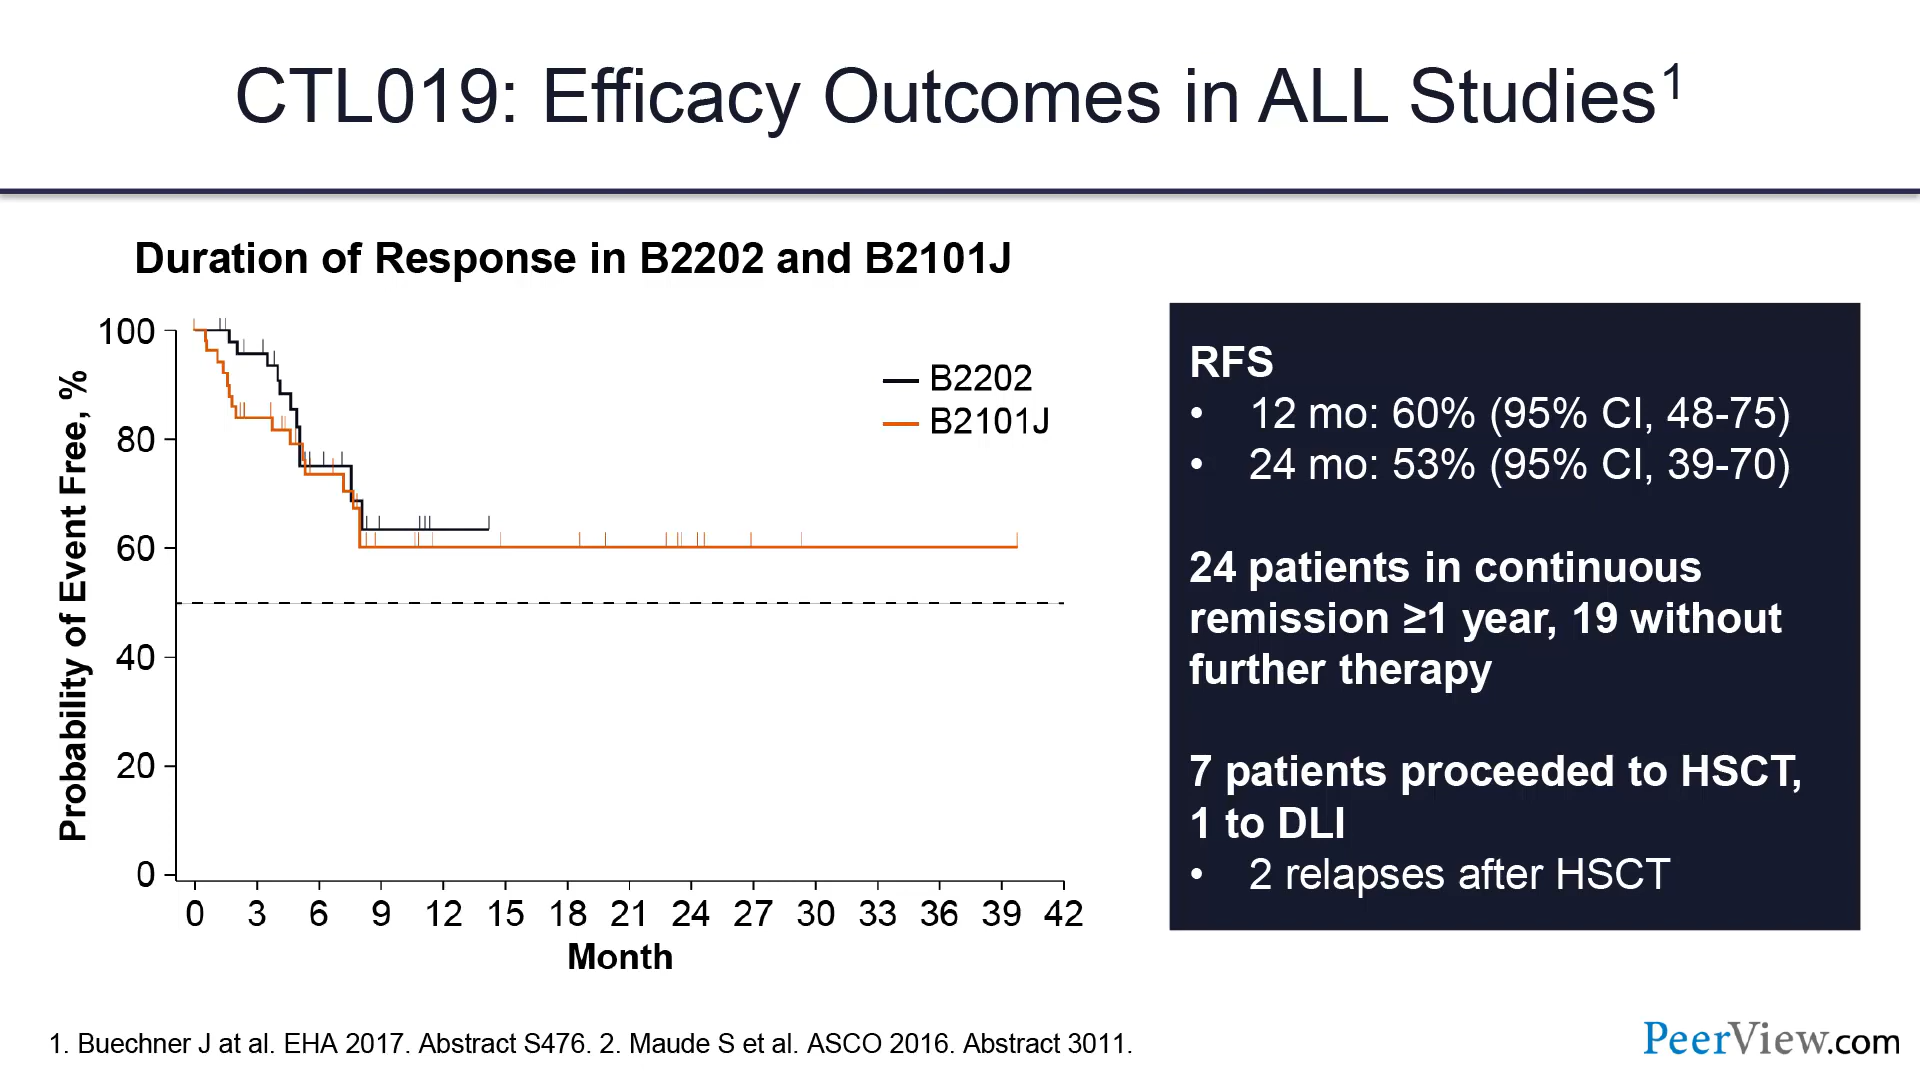 CTL019: Efficacy Outcomes in ALL Studies1
Duration of Response in B2202 and B2101J
Probability of Event Free, %
100
80
60
40
20
0
B2202
B2101J
0 3 6 9 12 15 18 21 24 27 30 33 36 39 42
Month
RFS
• 12 mo: 60% (95% CI, 48-75)
• 24 mo: 53% (95% CI, 39-70)
24 patients in continuous
remission ≥1 year, 19 without
further therapy
7 patients proceeded to HSCT,
1 to DLI
• 2 relapses after HSCT
1. Buechner J at al. EHA 2017. Abstract S476. 2. Maude S et al. ASCO 2016. Abstract 3011.
PeerView.com